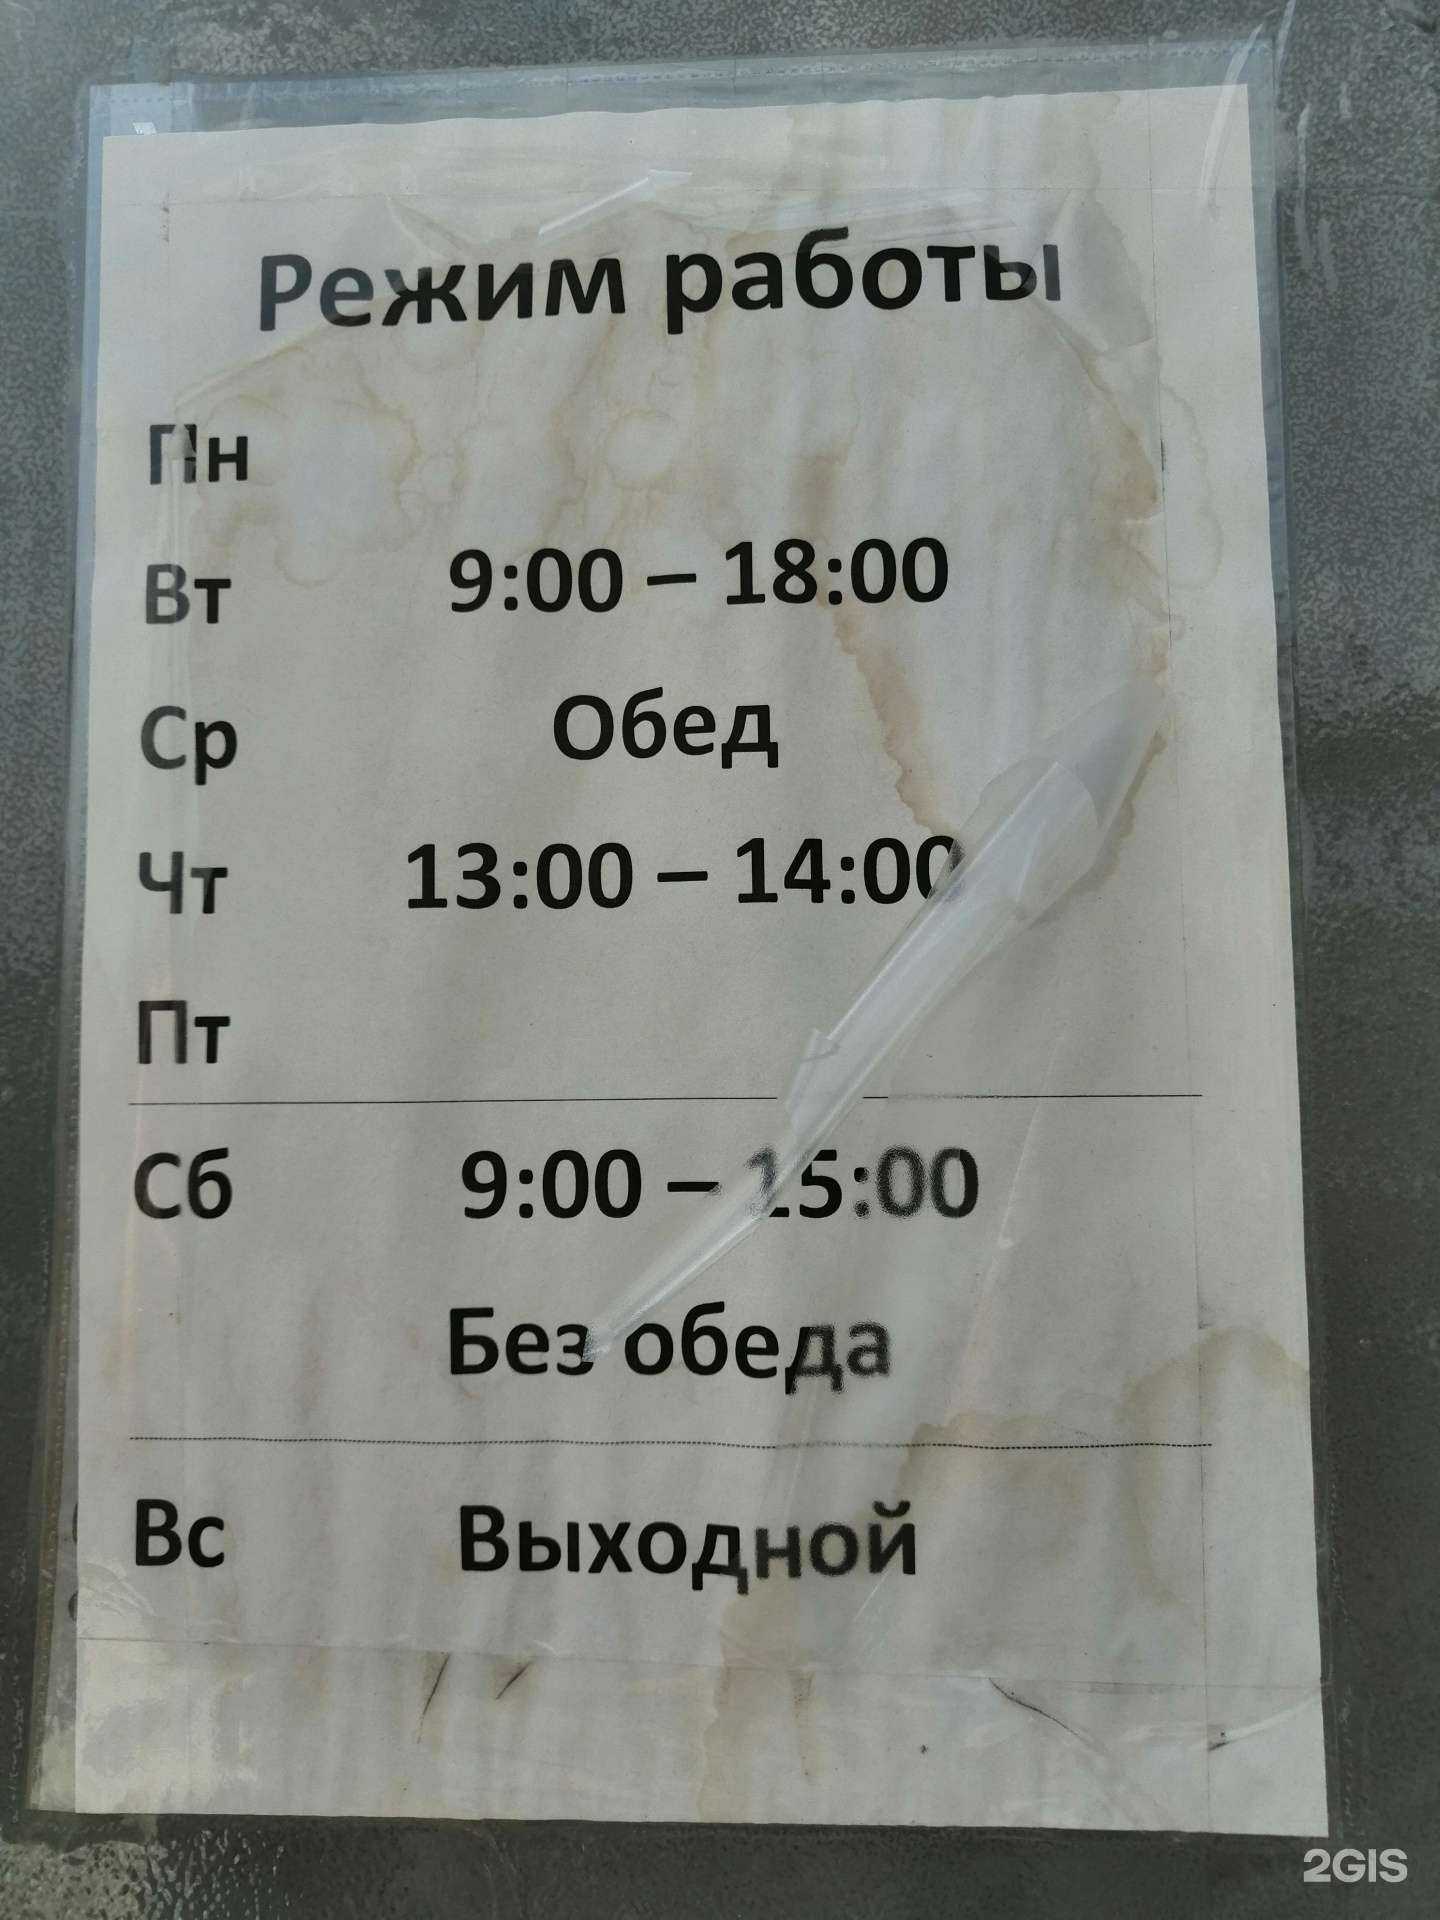 Режим работы
Пн
Вт 9:00 – 18:00
Ср Обед
Чт 13:00 – 14:00
Пт
Сб 9:00 – 15:00
Без обеда
Вс Выходной
2GIS